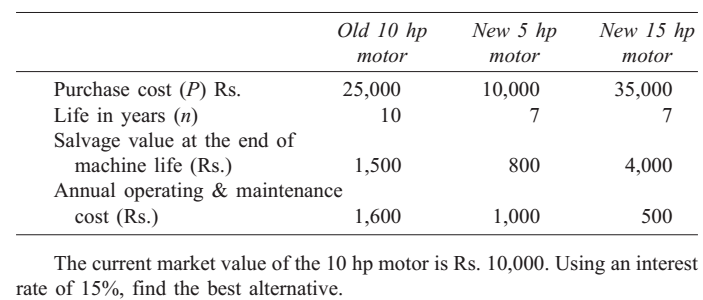 Old 10 hp New 5 hp New 15 hp
motor motor motor
Purchase cost (P) Rs. 25,000 10,000 35,000
Life in years (n) 10 7 7
Salvage value at the end of
machine life (Rs.) 1,500 800 4,000
Annual operating & maintenance
cost (Rs.) 1,600 1,000 500
The current market value of the 10 hp motor is Rs. 10,000. Using an interest
rate of 15%, find the best alternative.